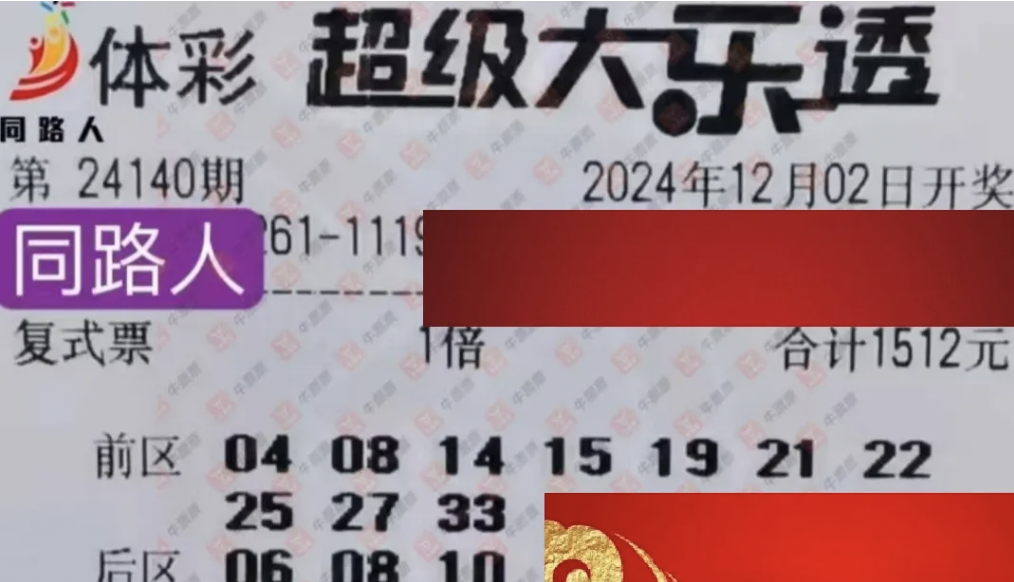 体彩 超级大乐透
同路人
第 24140期 2024年12月02日开奖
同路人 261-1119
复式票 1倍 合计1512元
前区 04 08 14 15 19 21 22
25 27 33
后区 06 08 10